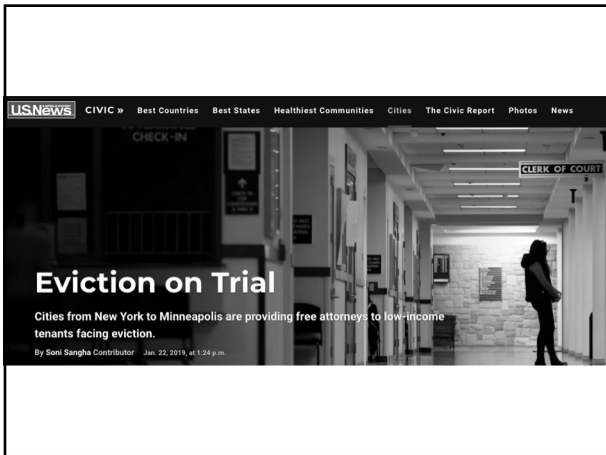 U.S.News CIVIC » Best Countries Best States Healthiest Communities Cities The Civic Report Photos News
CHECK-IN
CLERK OF COURT
Eviction on Trial
Cities from New York to Minneapolis are providing free attorneys to low-income
tenants facing eviction.
By Soni Sangha Contributor Jan. 22, 2019, at 1:24 p.m.